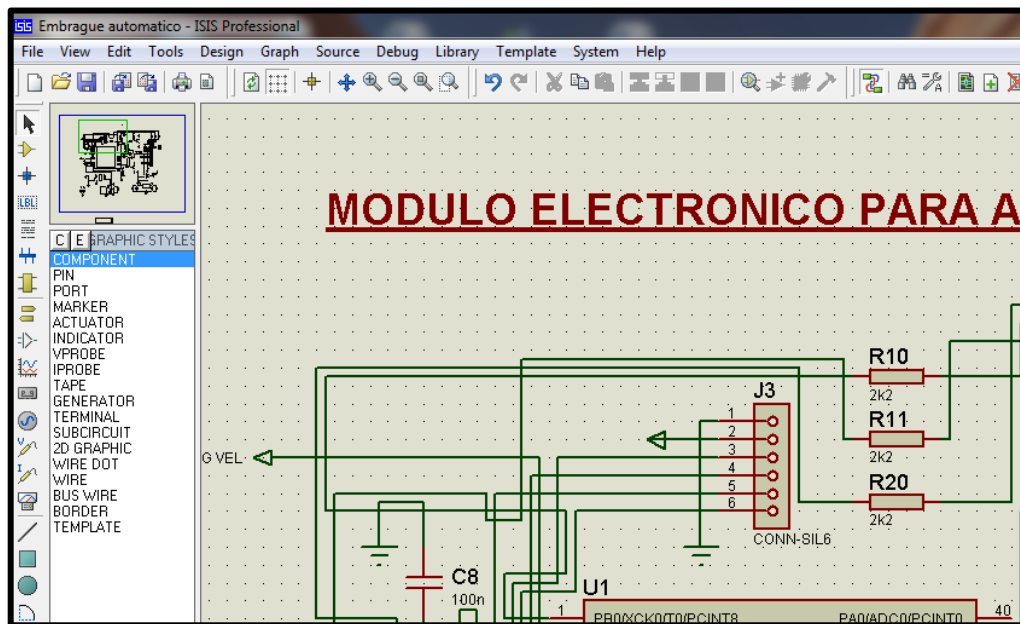 ISIS Embrague automatico - ISIS Professional
File View Edit Tools Design Graph Source Debug Library Template System Help
LBL
C E GRAPHIC STYLES
COMPONENT
PIN
PORT
MARKER
ACTUATOR
INDICATOR
VPROBE
IPROBE
TAPE
GENERATOR
TERMINAL
SUBCIRCUIT
2D GRAPHIC
WIRE DOT
WIRE
BUS WIRE
BORDER
TEMPLATE
MODULO ELECTRONICO PARA A
R10
2k2
J3
1
2
3
4
5
6
CONN-SIL6
R11
2k2
R20
2k2
G VEL
C8
100n
U1
1
PB0/XCK0/T0/PCINT8
PA0/ADC0/PCINT0
40